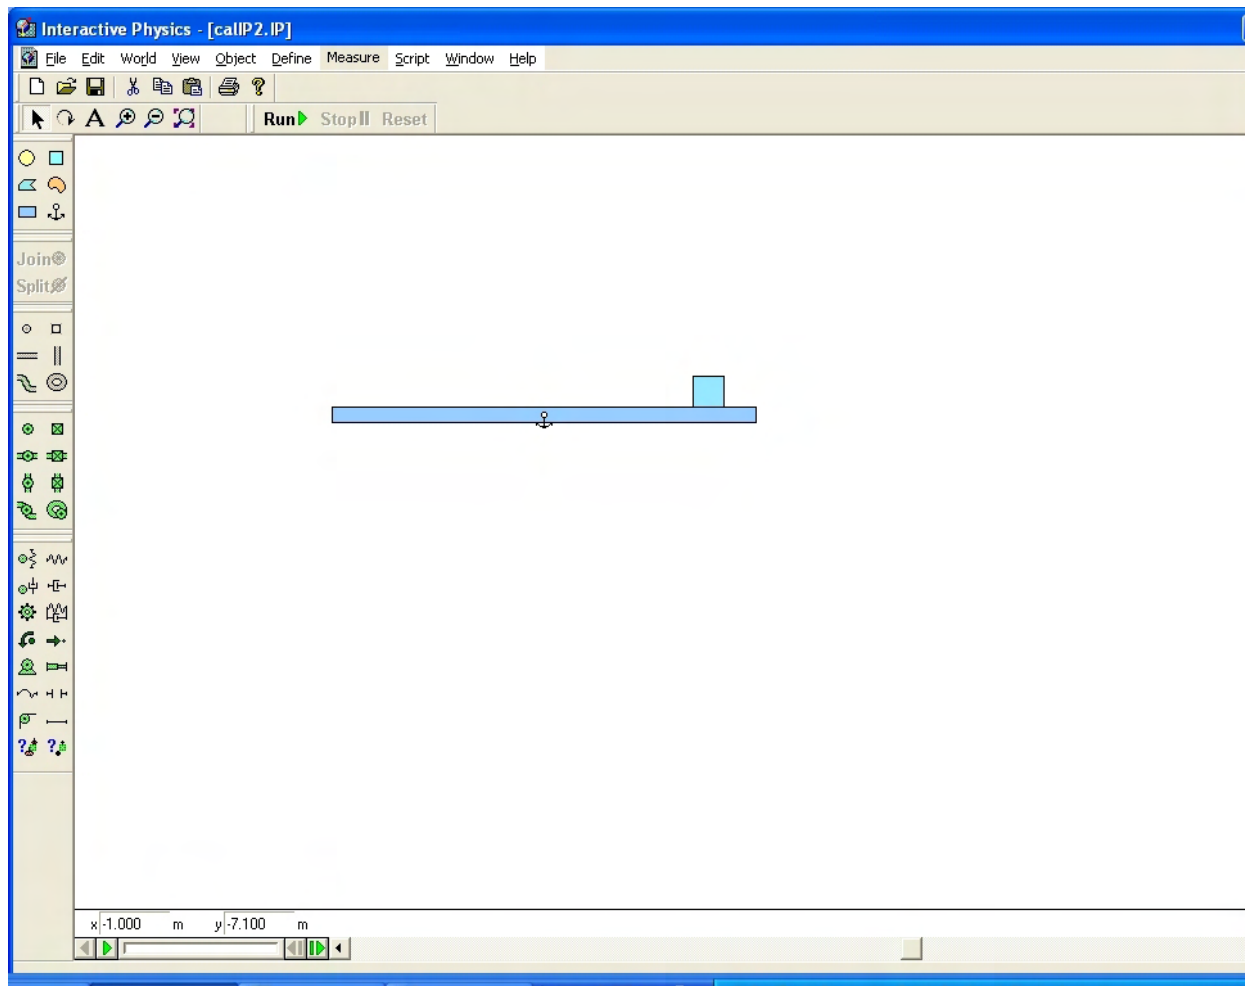 Interactive Physics - [calIP2.IP]
File Edit World View Object Define Measure Script Window Help
A Run Stop Reset
Join
Split
x -1.000 m y -7.100 m